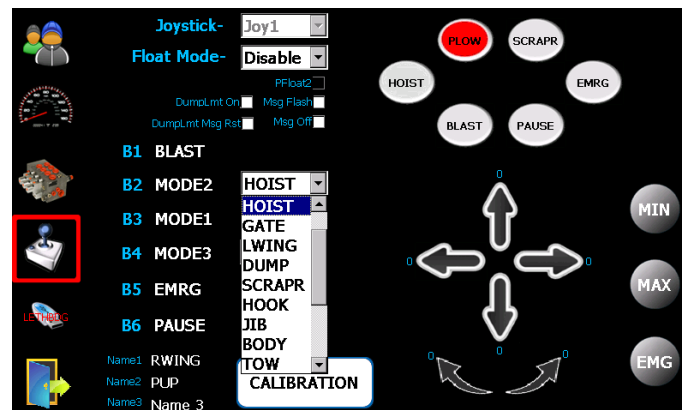 Joystick- Joy1
Float Mode- Disable
PFloat2
DumpLmt On Msg Flash
DumpLmt Msg Rst Msg Off
B1 BLAST
B2 MODE2 HOIST
B3 MODE1
B4 MODE3
B5 EMRG
B6 PAUSE
HOIST
GATE
LWING
DUMP
SCRAPR
HOOK
JIB
BODY
TOW
Name1 RWING
Name2 PUP
Name3 Name 3
CALIBRATION
PLOW
SCRAPR
HOIST
EMRG
BLAST
PAUSE
0
0
0
0
0
0
MIN
MAX
EMG